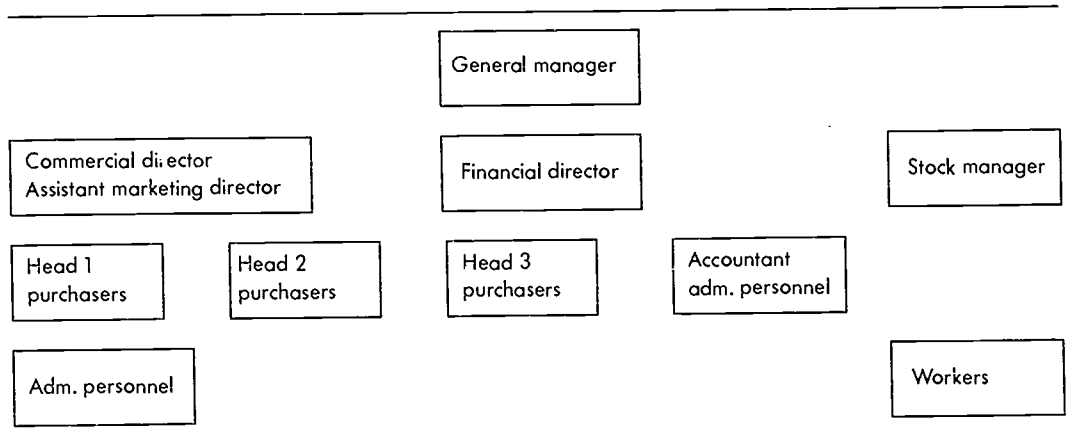 General manager
Commercial director
Assistant marketing director
Financial director
Stock manager
Head 1
purchasers
Head 2
purchasers
Head 3
purchasers
Accountant
adm. personnel
Adm. personnel
Workers